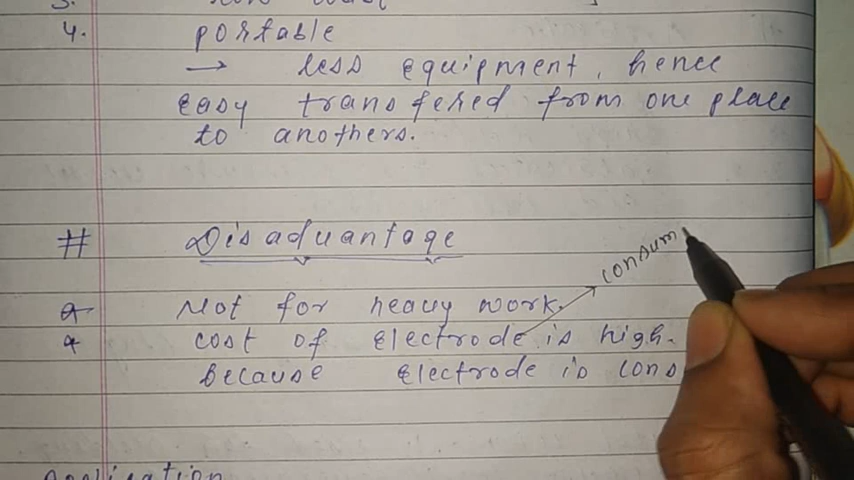 4. portable
→ less equipment, hence
easy transfered from one place
to anothers.
# Disadvantage
* Not for heavy work.
* cost of Electrode is high.
consum
because Electrode is cons